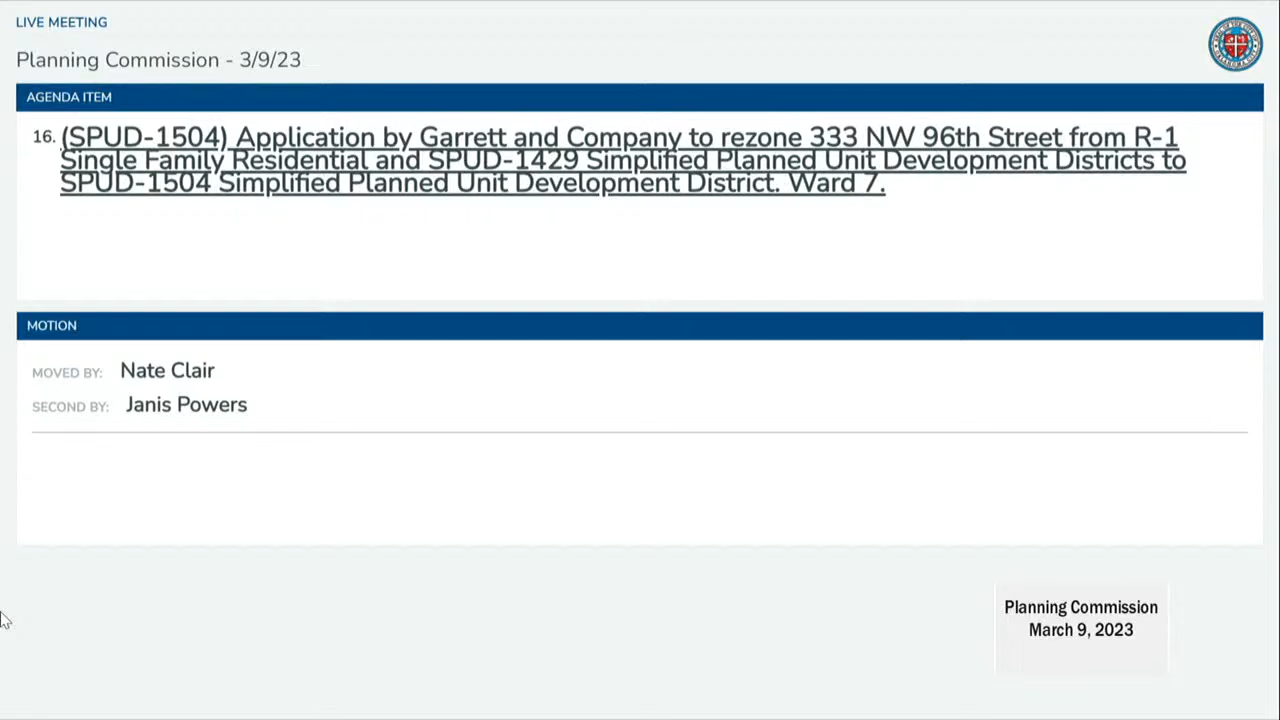 LIVE MEETING
Planning Commission - 3/9/23
AGENDA ITEM
16. (SPUD-1504) Application by Garrett and Company to rezone 333 NW 96th Street from R-1
Single Family Residential and SPUD-1429 Simplified Planned Unit Development Districts to
SPUD-1504 Simplified Planned Unit Development District. Ward 7.
MOTION
MOVED BY: Nate Clair
SECOND BY: Janis Powers
Planning Commission
March 9, 2023